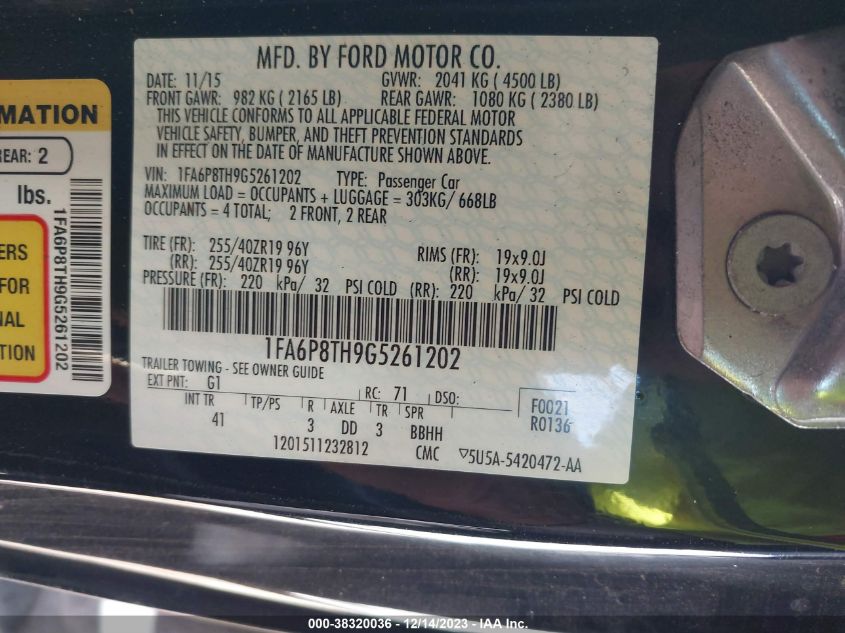 MFD. BY FORD MOTOR CO.
DATE: 11/15 GVWR: 2041 KG ( 4500 LB)
FRONT GAWR: 982 KG ( 2165 LB) REAR GAWR: 1080 KG ( 2380 LB)
THIS VEHICLE CONFORMS TO ALL APPLICABLE FEDERAL MOTOR
VEHICLE SAFETY, BUMPER, AND THEFT PREVENTION STANDARDS
IN EFFECT ON THE DATE OF MANUFACTURE SHOWN ABOVE.
VIN: 1FA6P8TH9G5261202 TYPE: Passenger Car
MAXIMUM LOAD = OCCUPANTS + LUGGAGE = 303KG/ 668LB
OCCUPANTS = 4 TOTAL; 2 FRONT, 2 REAR
TIRE (FR): 255/40ZR19 96Y RIMS (FR): 19x9.0J
(RR): 255/40ZR19 96Y (RR): 19x9.0J
PRESSURE (FR): 220 kPa/ 32 PSI COLD (RR): 220 kPa/ 32 PSI COLD
1FA6P8TH9G5261202
TRAILER TOWING - SEE OWNER GUIDE
EXT PNT: G1 RC: 71 DSO: F0021
R0136
INT TR TP/PS R AXLE TR SPR
41 3 DD 3 BBHH
1201511232812 CMC ▽5U5A-5420472-AA
MATION
REAR: 2
lbs.
1FA6P8TH9G5261202
ERS
FOR
NAL
TION
000-38320036 - 12/14/2023 - IAA Inc.